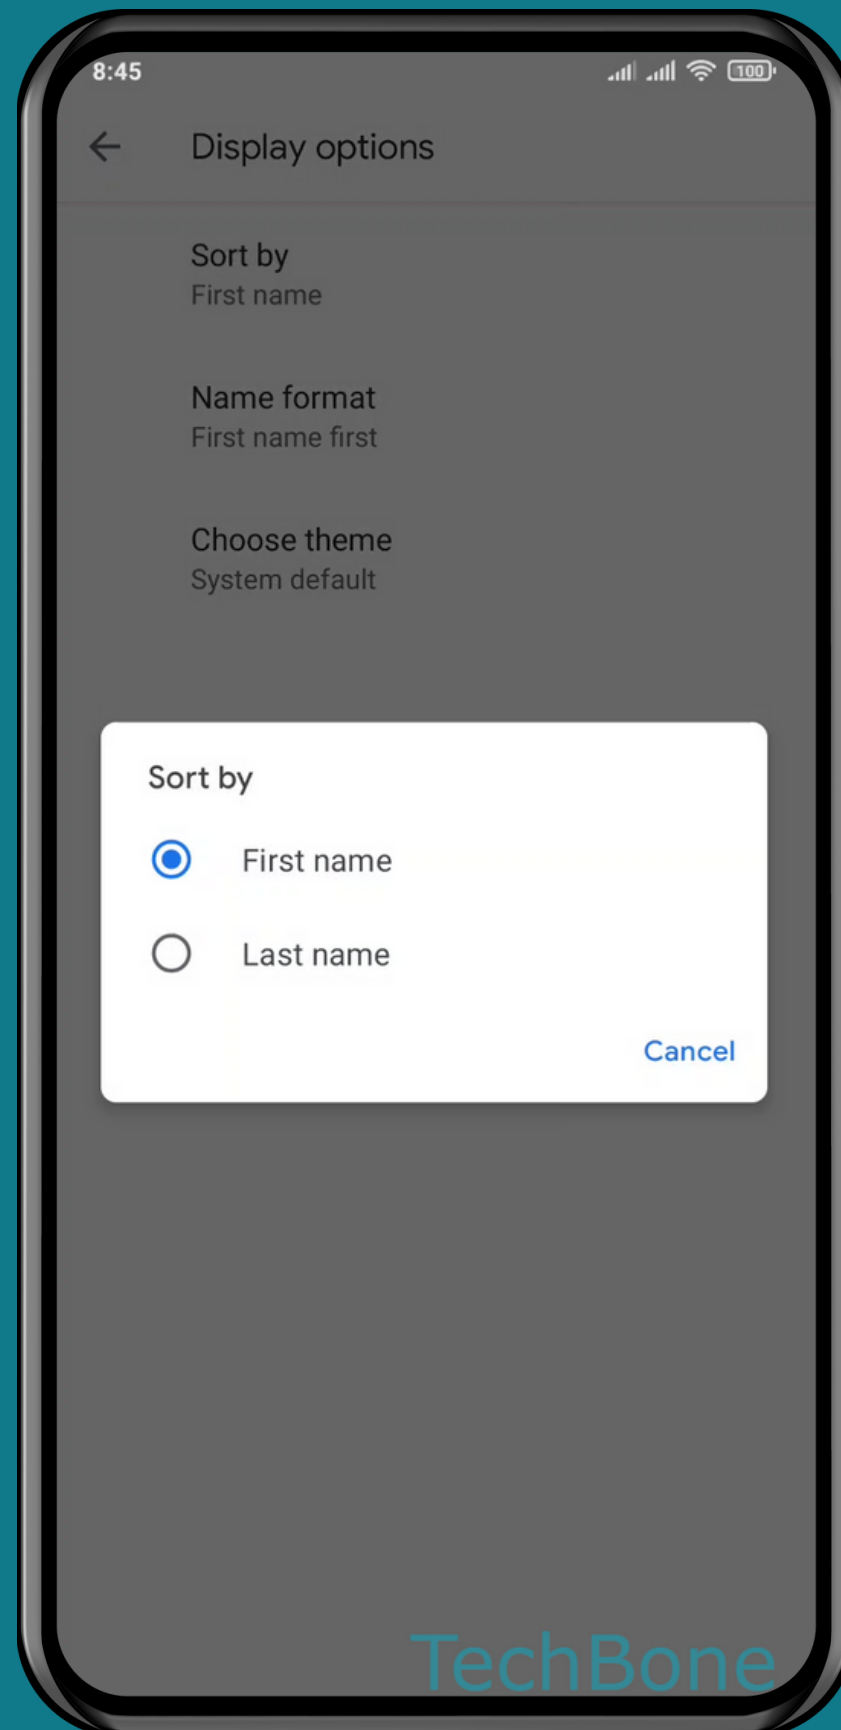 8:45
100
Display options
Sort by
First name
Name format
First name first
Choose theme
System default
Sort by
First name
Last name
Cancel
TechBone